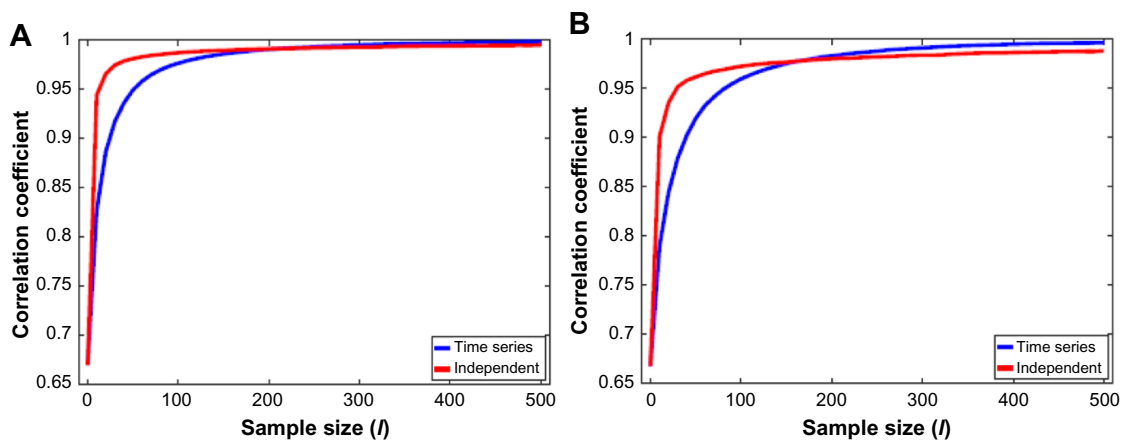 A
Correlation coefficient
1
0.95
0.9
0.85
0.8
0.75
0.7
0.65
0 100 200 300 400 500
Sample size (I)
Time series
Independent
B
Correlation coefficient
1
0.95
0.9
0.85
0.8
0.75
0.7
0.65
0 100 200 300 400 500
Sample size (I)
Time series
Independent